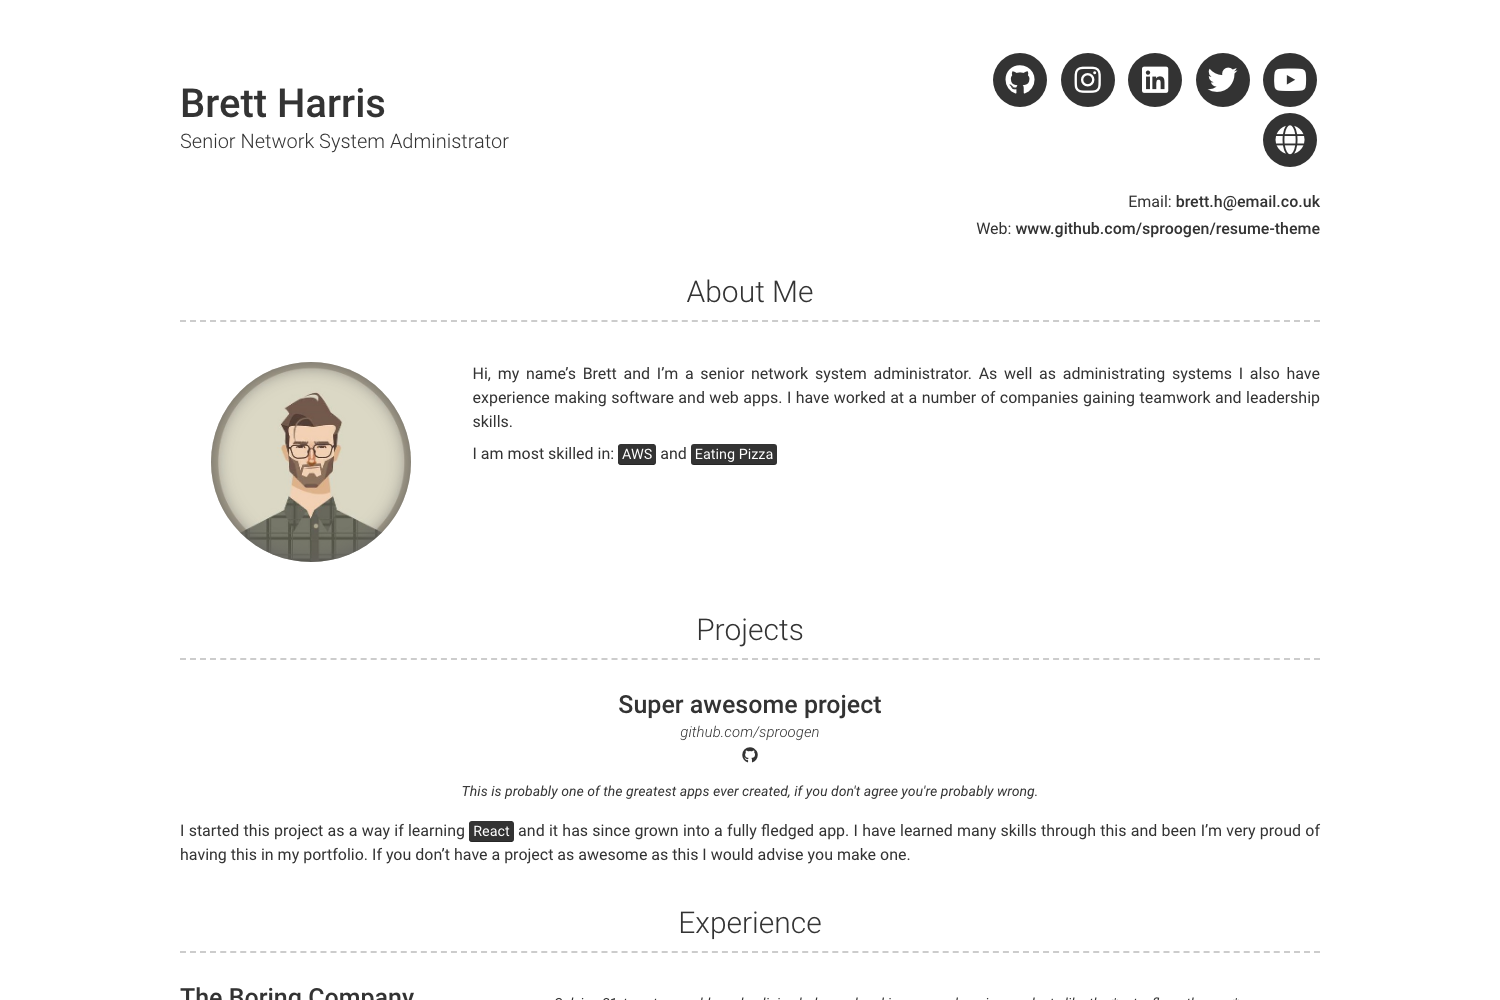 Brett Harris
Senior Network System Administrator
Email: brett.h@email.co.uk
Web: www.github.com/sproogen/resume-theme
About Me
Hi, my name’s Brett and I’m a senior network system administrator. As well as administrating systems I also have
experience making software and web apps. I have worked at a number of companies gaining teamwork and leadership
skills.
I am most skilled in: AWS and Eating Pizza
Projects
Super awesome project
github.com/sproogen
This is probably one of the greatest apps ever created, if you don't agree you're probably wrong.
I started this project as a way if learning React and it has since grown into a fully fledged app. I have learned many skills through this and been I’m very proud of
having this in my portfolio. If you don’t have a project as awesome as this I would advise you make one.
Experience
The Boring Company